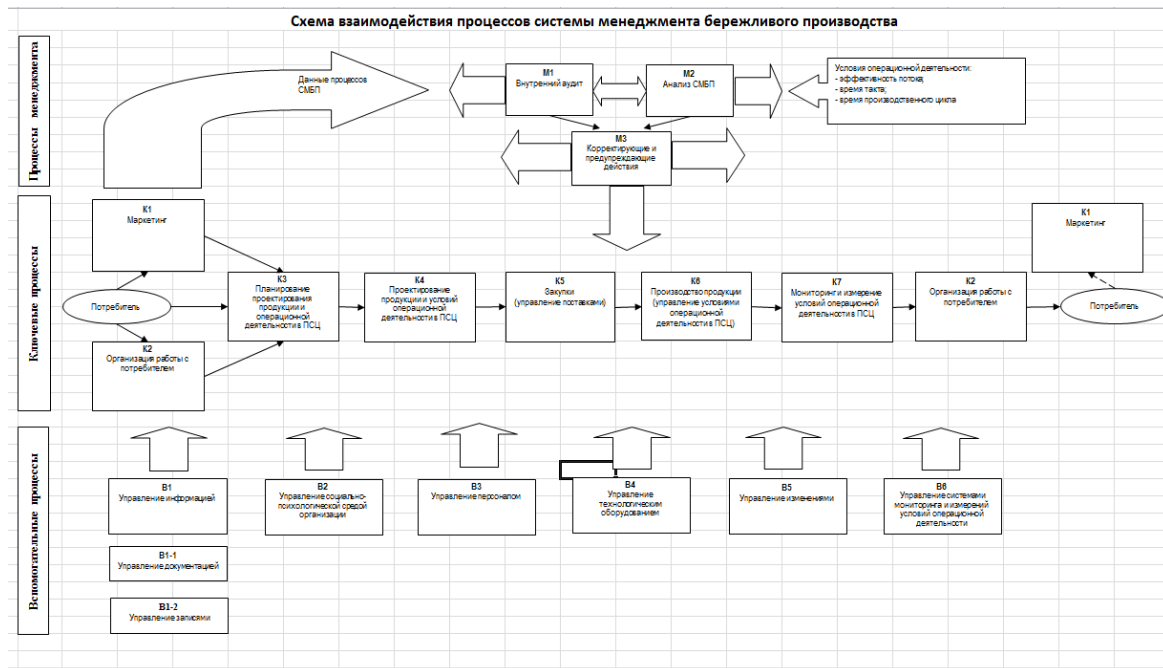 Схема взаимодействия процессов системы менеджмента бережливого производства
Процессы менеджмента
Данные процессов
СМБП
М1
Внутренний аудит
М2
Анализ СМБП
Условия операционной деятельности:
- эффективность потока;
- время такта;
- время производственного цикла
М3
Корректирующие и
предупреждающие
действия
Ключевые процессы
К1
Маркетинг
Потребитель
К2
Организация работы с
потребителем
К3
Планирование
проектирования
продукции и
операционной
деятельности в ПСЦ
К4
Проектирование
продукции и условий
операционной
деятельности в ПСЦ
К5
Закупки
(управление поставками)
К6
Производство продукции
(управление условиями
операционной
деятельности в ПСЦ)
К7
Мониторинг и измерение
условий операционной
деятельности в ПСЦ
К2
Организация работы с
потребителем
К1
Маркетинг
Потребитель
Вспомогательные процессы
В1
Управление информацией
В1-1
Управление документацией
В1-2
Управление записями
В2
Управление социально-
психологической средой
организации
В3
Управление персоналом
В4
Управление
технологическим
оборудованием
В5
Управление изменениями
В6
Управление системами
мониторинга и измерений
условий операционной
деятельности